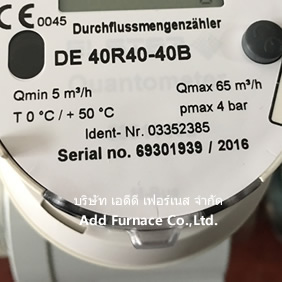 CE 0045
Durchflussmengenzähler
DE 40R40-40B
Quantometer
Qmin 5 m³/h
Qmax 65 m³/h
T 0 °C / + 50 °C
pmax 4 bar
Ident- Nr. 03352385
Serial no. 69301939 / 2016
บริษัท เอดีดี เฟอร์เนส จำกัด
Add Furnace Co.,Ltd.